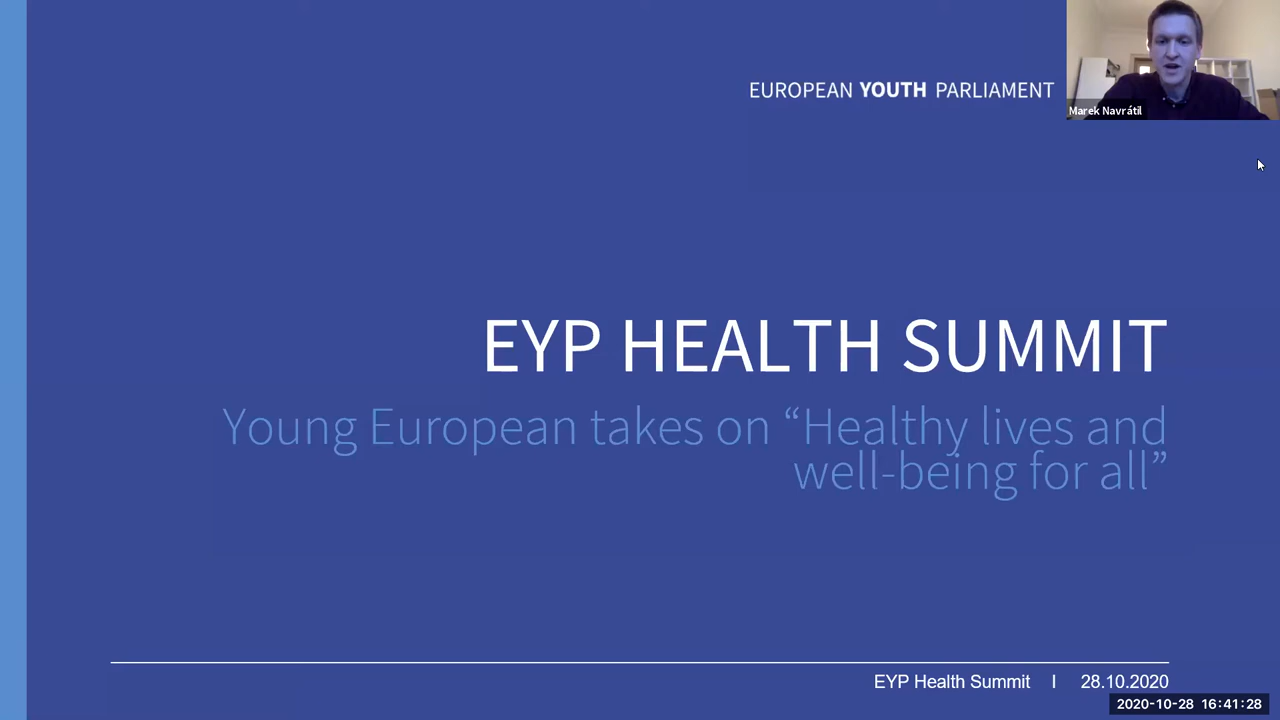 EUROPEAN YOUTH PARLIAMENT
Marek Navrátil
EYP HEALTH SUMMIT
Young European takes on “Healthy lives and
well-being for all”
EYP Health Summit I 28.10.2020
2020-10-28 16:41:28